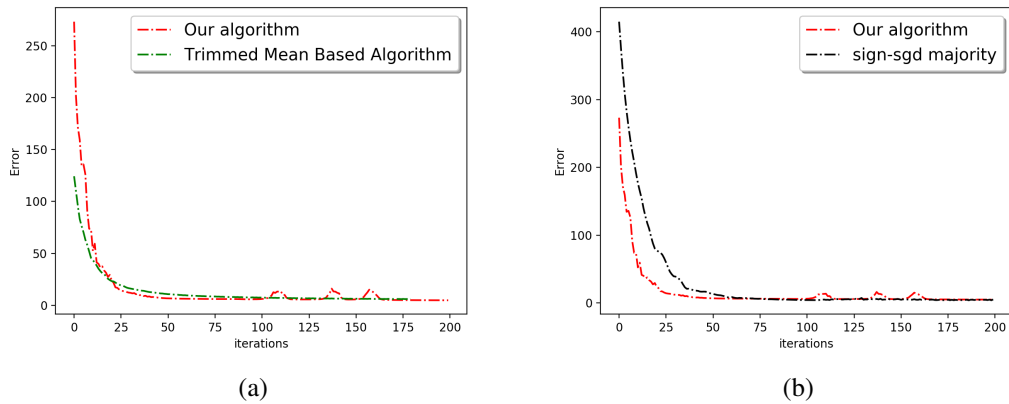 Our algorithm
Trimmed Mean Based Algorithm
Error
250
200
150
100
50
0
0 25 50 75 100 125 150 175 200
iterations
(a)
Our algorithm
sign-sgd majority
Error
400
300
200
100
0
0 25 50 75 100 125 150 175 200
iterations
(b)